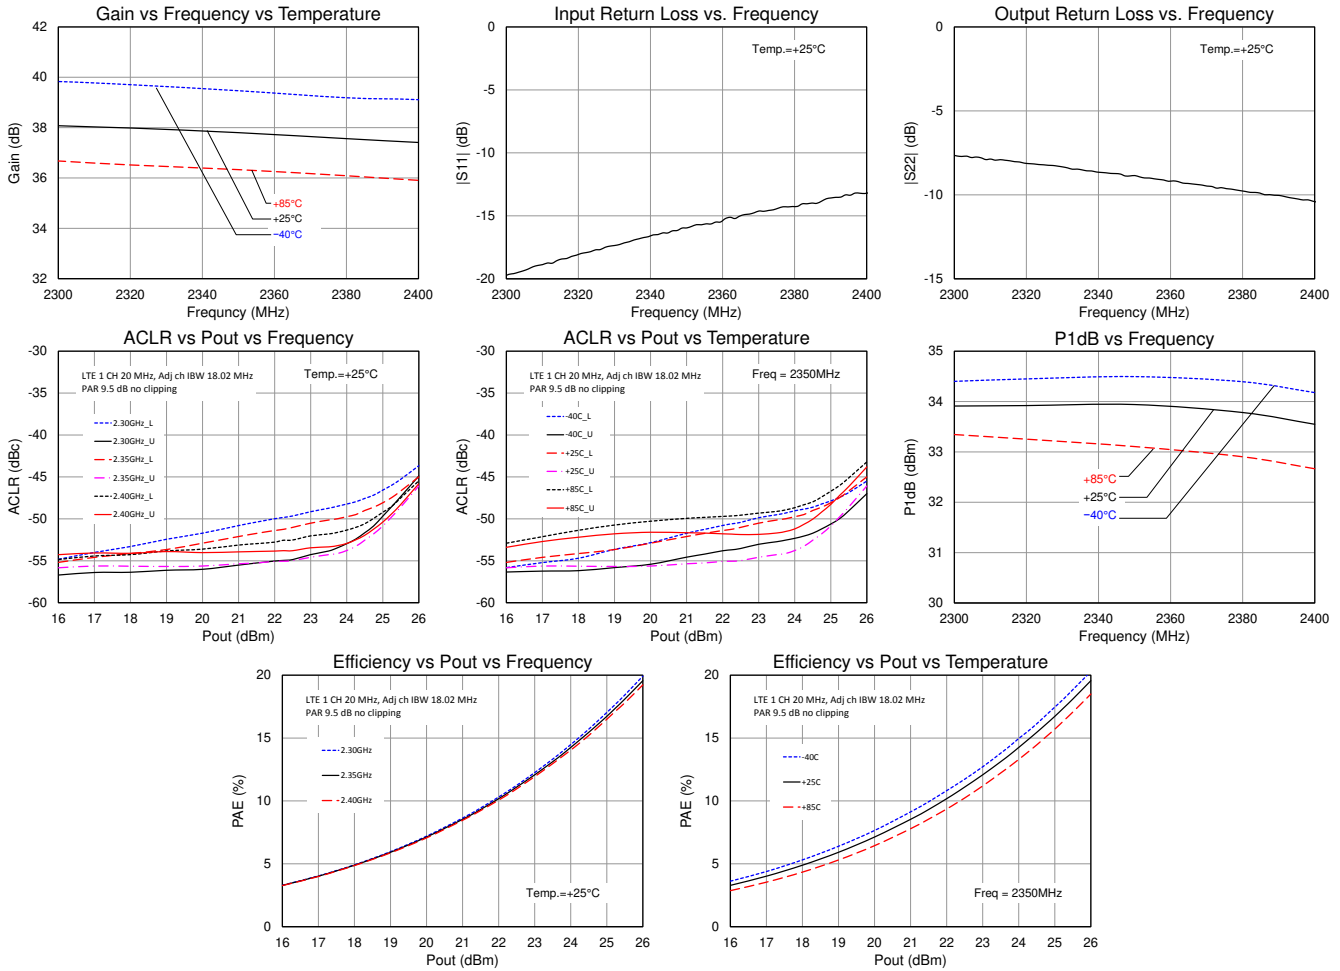 Gain vs Frequency vs Temperature
42
40
38
36
34
32
Gain (dB)
+85°C
+25°C
−40°C
2300 2320 2340 2360 2380 2400
Frequncy (MHz)
Input Return Loss vs. Frequency
0
-5
-10
-15
-20
|S11| (dB)
Temp.=+25°C
2300 2320 2340 2360 2380 2400
Frequency (MHz)
Output Return Loss vs. Frequency
0
-5
-10
-15
|S22| (dB)
Temp.=+25°C
2300 2320 2340 2360 2380 2400
Frequency (MHz)
ACLR vs Pout vs Frequency
-30
-35
-40
-45
-50
-55
-60
ACLR (dBc)
LTE 1 CH 20 MHz, Adj ch IBW 18.02 MHz
PAR 9.5 dB no clipping
Temp.=+25°C
2.30GHz_L
2.30GHz_U
2.35GHz_L
2.35GHz_U
2.40GHz_L
2.40GHz_U
16 17 18 19 20 21 22 23 24 25 26
Pout (dBm)
ACLR vs Pout vs Temperature
-30
-35
-40
-45
-50
-55
-60
ACLR (dBc)
LTE 1 CH 20 MHz, Adj ch IBW 18.02 MHz
PAR 9.5 dB no clipping
Freq = 2350MHz
-40C_L
-40C_U
+25C_L
+25C_U
+85C_L
+85C_U
16 17 18 19 20 21 22 23 24 25 26
Pout (dBm)
P1dB vs Frequency
35
34
33
32
31
30
P1dB (dBm)
+85°C
+25°C
−40°C
2300 2320 2340 2360 2380 2400
Frequency (MHz)
Efficiency vs Pout vs Frequency
20
15
10
5
0
PAE (%)
LTE 1 CH 20 MHz, Adj ch IBW 18.02 MHz
PAR 9.5 dB no clipping
2.30GHz
2.35GHz
2.40GHz
Temp.=+25°C
16 17 18 19 20 21 22 23 24 25 26
Pout (dBm)
Efficiency vs Pout vs Temperature
20
15
10
5
0
PAE (%)
LTE 1 CH 20 MHz, Adj ch IBW 18.02 MHz
PAR 9.5 dB no clipping
-40C
+25C
+85C
Freq = 2350MHz
16 17 18 19 20 21 22 23 24 25 26
Pout (dBm)